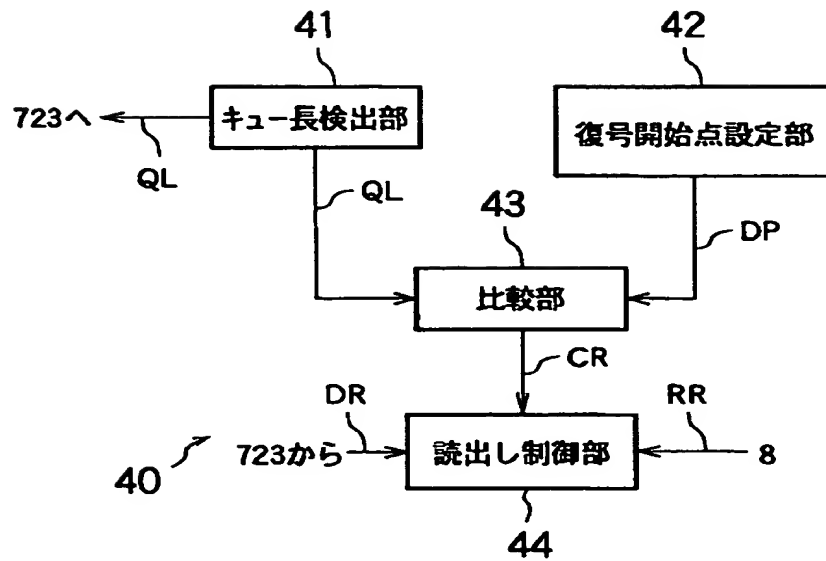 41
42
723へ
キュー長検出部
復号開始点設定部
QL
QL
43
DP
比較部
CR
DR
RR
40
723から
読出し制御部
8
44